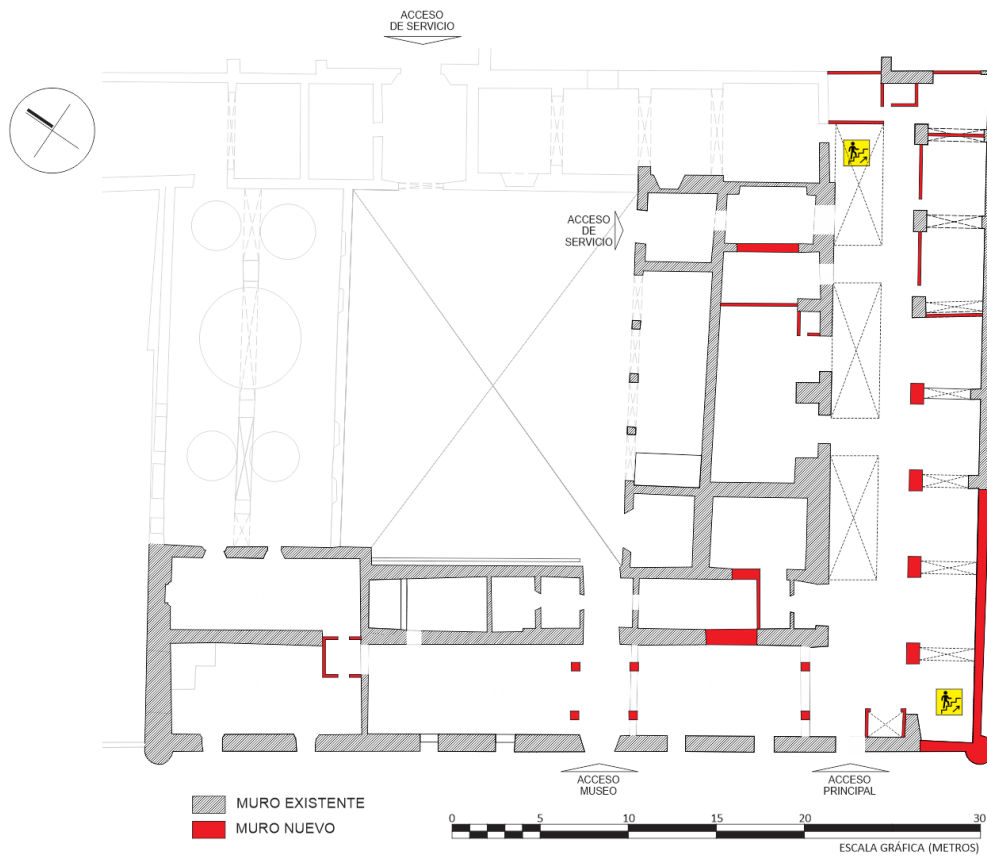 ACCESO
DE SERVICIO
ACCESO
DE
SERVICIO
ACCESO
MUSEO
ACCESO
PRINCIPAL
MURO EXISTENTE
MURO NUEVO
0 5 10 15 20 30
ESCALA GRÁFICA (METROS)